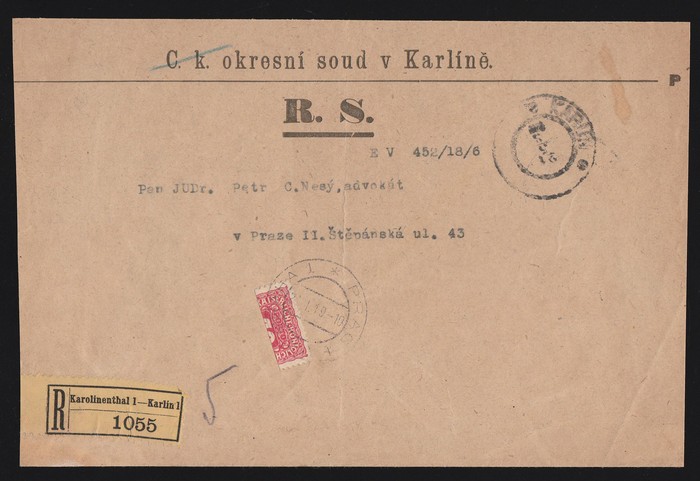 C. k. okresní soud v Karlíně.
P
R. S.
E V 452/18/6
KARLÍN
Pan JUDr. Petr C.Nesý,advokát
v Praze II.Štěpánská ul. 43
5
R
Karolinenthal 1—Karlín 1
1055